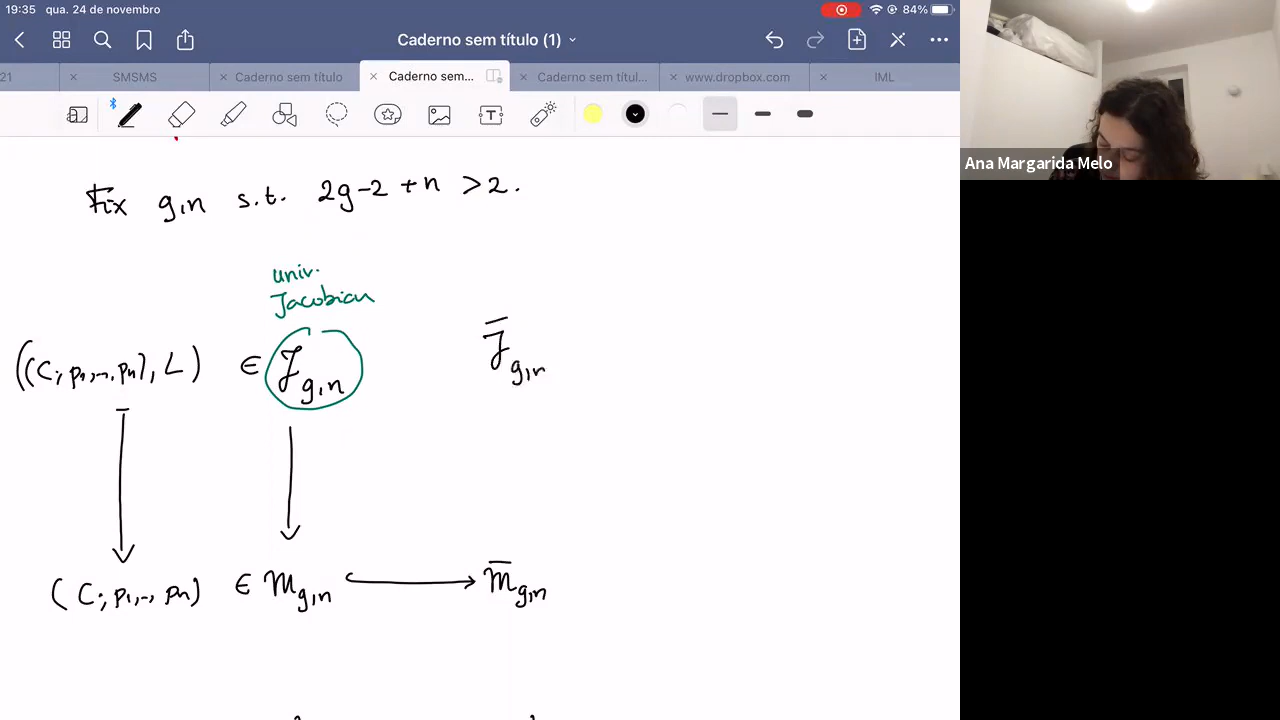 19:35 qua. 24 de novembro
84%
Caderno sem título (1)
21
SMSMS
Caderno sem título
Caderno sem...
Caderno sem títul...
www.dropbox.com
IML
T
Ana Margarida Melo
Fix g,n s.t. 2g-2+n >2.
univ.
Jacobian
((C; p1,..,pn), L) ∈ J_{g,n}
J̄_{g,n}
(C; p1,.., pn) ∈ M_{g,n} → M̄_{g,n}